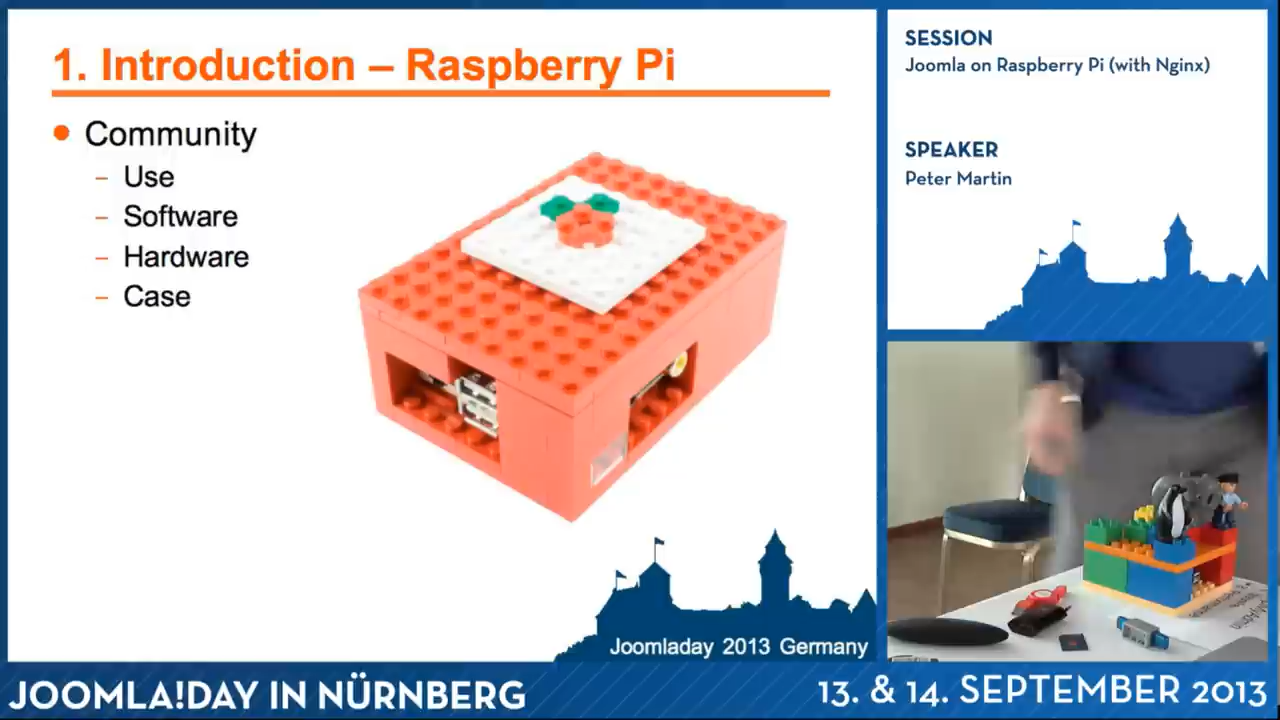 1. Introduction – Raspberry Pi
Community
– Use
– Software
– Hardware
– Case
Joomladay 2013 Germany
SESSION
Joomla on Raspberry Pi (with Nginx)
SPEAKER
Peter Martin
JOOMLA!DAY IN NÜRNBERG
13. & 14. SEPTEMBER 2013